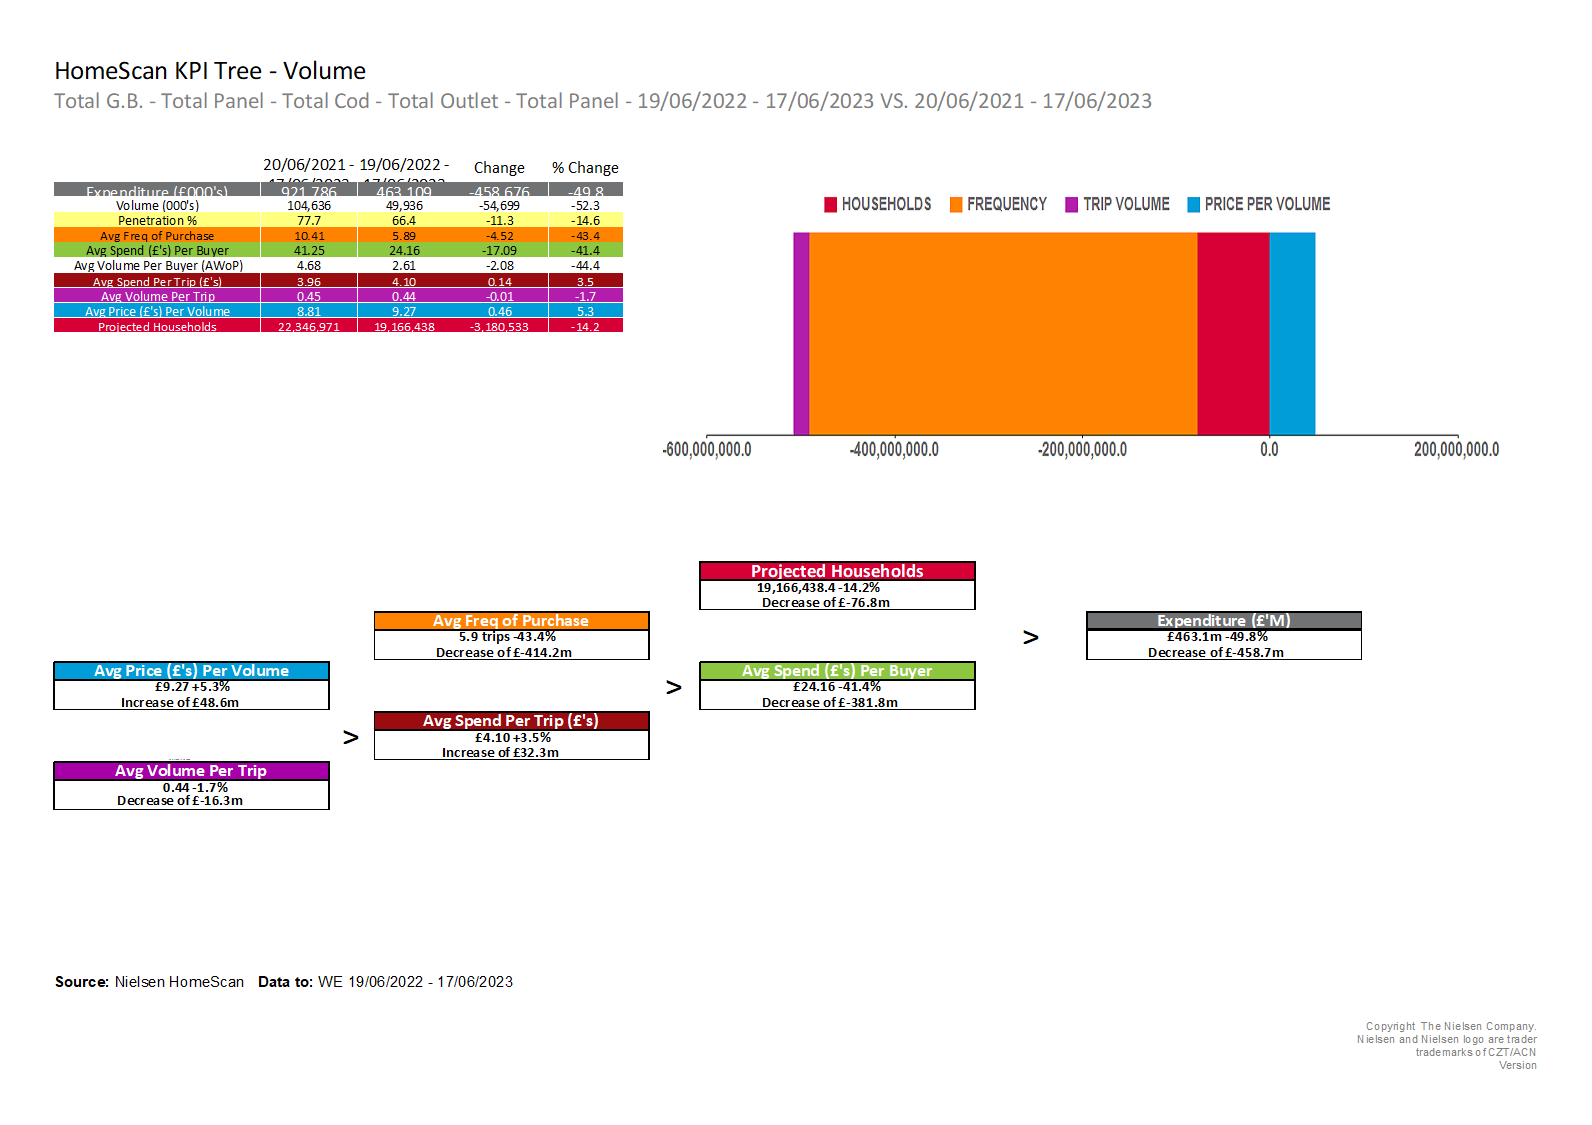 HomeScan KPI Tree - Volume
Total G.B. - Total Panel - Total Cod - Total Outlet - Total Panel - 19/06/2022 - 17/06/2023 VS. 20/06/2021 - 17/06/2023
20/06/2021 - 19/06/2022 - Change % Change
17/06/2023 17/06/2023
Expenditure (£000's) 921,786 463,109 -458,676 -49.8
Volume (000's) 104,636 49,936 -54,699 -52.3
Penetration % 77.7 66.4 -11.3 -14.6
Avg Freq of Purchase 10.41 5.89 -4.52 -43.4
Avg Spend (£'s) Per Buyer 41.25 24.16 -17.09 -41.4
Avg Volume Per Buyer (AWoP) 4.68 2.61 -2.08 -44.4
Avg Spend Per Trip (£'s) 3.96 4.10 0.14 3.5
Avg Volume Per Trip 0.45 0.44 -0.01 -1.7
Avg Price (£'s) Per Volume 8.81 9.27 0.46 5.3
Projected Households 22,346,971 19,166,438 -3,180,533 -14.2
HOUSEHOLDS FREQUENCY TRIP VOLUME PRICE PER VOLUME
-600,000,000.0 -400,000,000.0 -200,000,000.0 0.0 200,000,000.0
Projected Households
19,166,438.4 -14.2%
Decrease of £-76.8m
Avg Freq of Purchase
5.9 trips -43.4%
Decrease of £-414.2m
>
Expenditure (£'M)
£463.1m -49.8%
Decrease of £-458.7m
Avg Price (£'s) Per Volume
£9.27 +5.3%
Increase of £48.6m
>
Avg Spend (£'s) Per Buyer
£24.16 -41.4%
Decrease of £-381.8m
>
Avg Spend Per Trip (£'s)
£4.10 +3.5%
Increase of £32.3m
Avg Volume Per Trip
0.44 -1.7%
Decrease of £-16.3m
Source: Nielsen HomeScan Data to: WE 19/06/2022 - 17/06/2023
Copyright The Nielsen Company.
Nielsen and Nielsen logo are trader
trademarks of CZT/ACN
Version